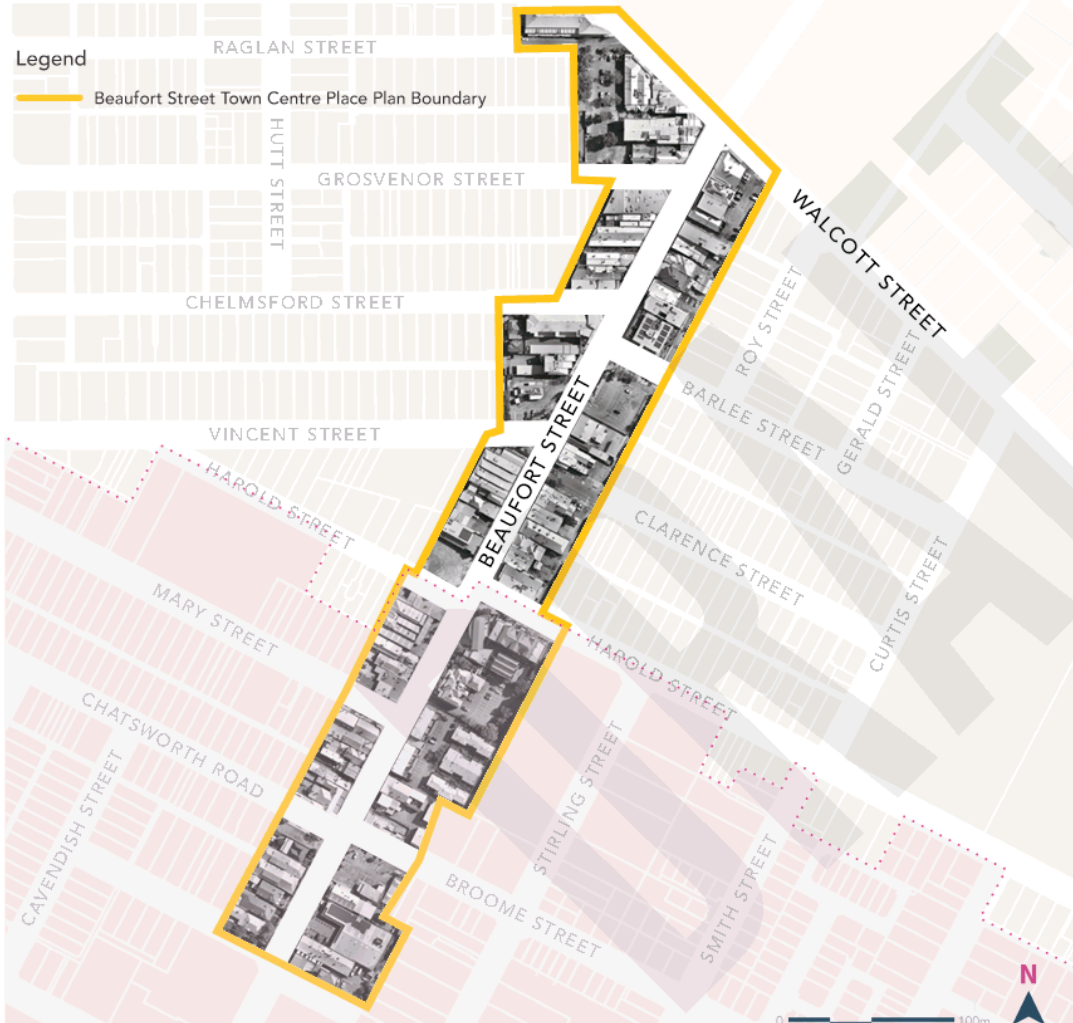 RAGLAN STREET
Legend
Beaufort Street Town Centre Place Plan Boundary
HUTT STREET
GROSVENOR STREET
WALCOTT STREET
CHELMSFORD STREET
ROY STREET
GERALD STREET
BARLEE STREET
BEAUFORT STREET
VINCENT STREET
HAROLD STREET
CLARENCE STREET
CURTIS STREET
MARY STREET
HAROLD STREET
CHATSWORTH ROAD
CAVENDISH STREET
STIRLING STREET
BROOME STREET
SMITH STREET
N
0 100m